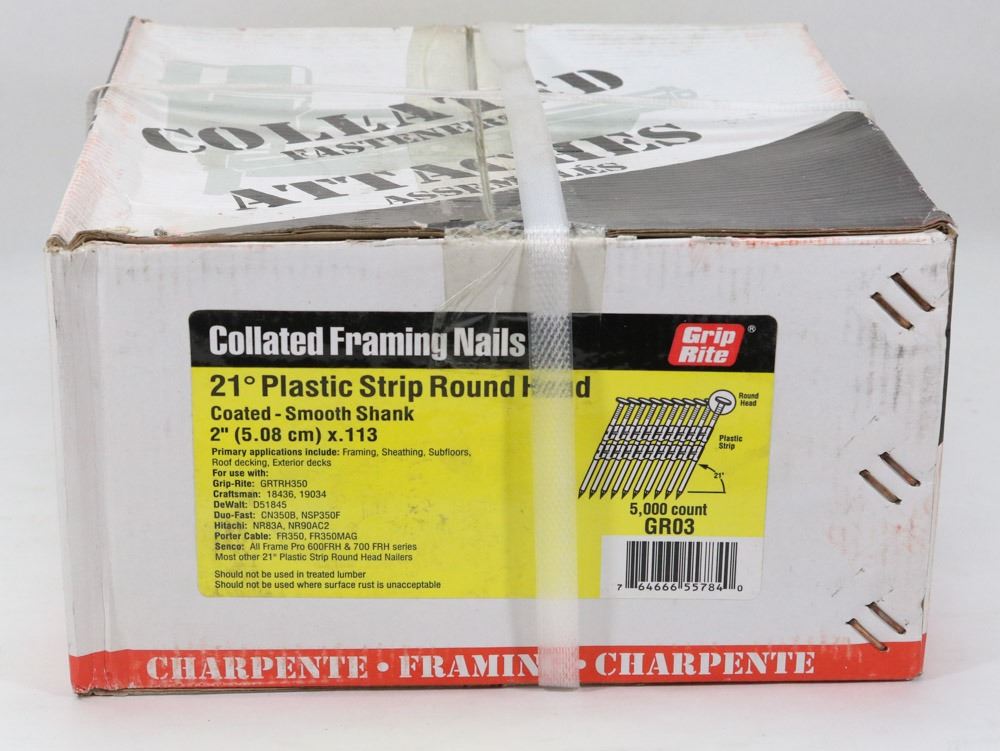 COLLATED
FASTENERS
ATTACHES
ASSEMBLÉS
Collated Framing Nails
Grip Rite ®
21° Plastic Strip Round H d
Coated - Smooth Shank
2" (5.08 cm) x .113
Primary applications include: Framing, Sheathing, Subfloors,
Roof decking, Exterior decks
For use with:
Grip-Rite: GRTRH350
Craftsman: 18436, 19034
DeWalt: D51845
Duo-Fast: CN350B, NSP350F
Hitachi: NR83A, NR90AC2
Porter Cable: FR350, FR350MAG
Senco: All Frame Pro 600FRH & 700 FRH series
Most other 21° Plastic Strip Round Head Nailers
Should not be used in treated lumber
Should not be used where surface rust is unacceptable
Round
Head
Plastic
Strip
21°
5,000 count
GR03
7 64666 55784 0
CHARPENTE • FRAMIN • CHARPENTE